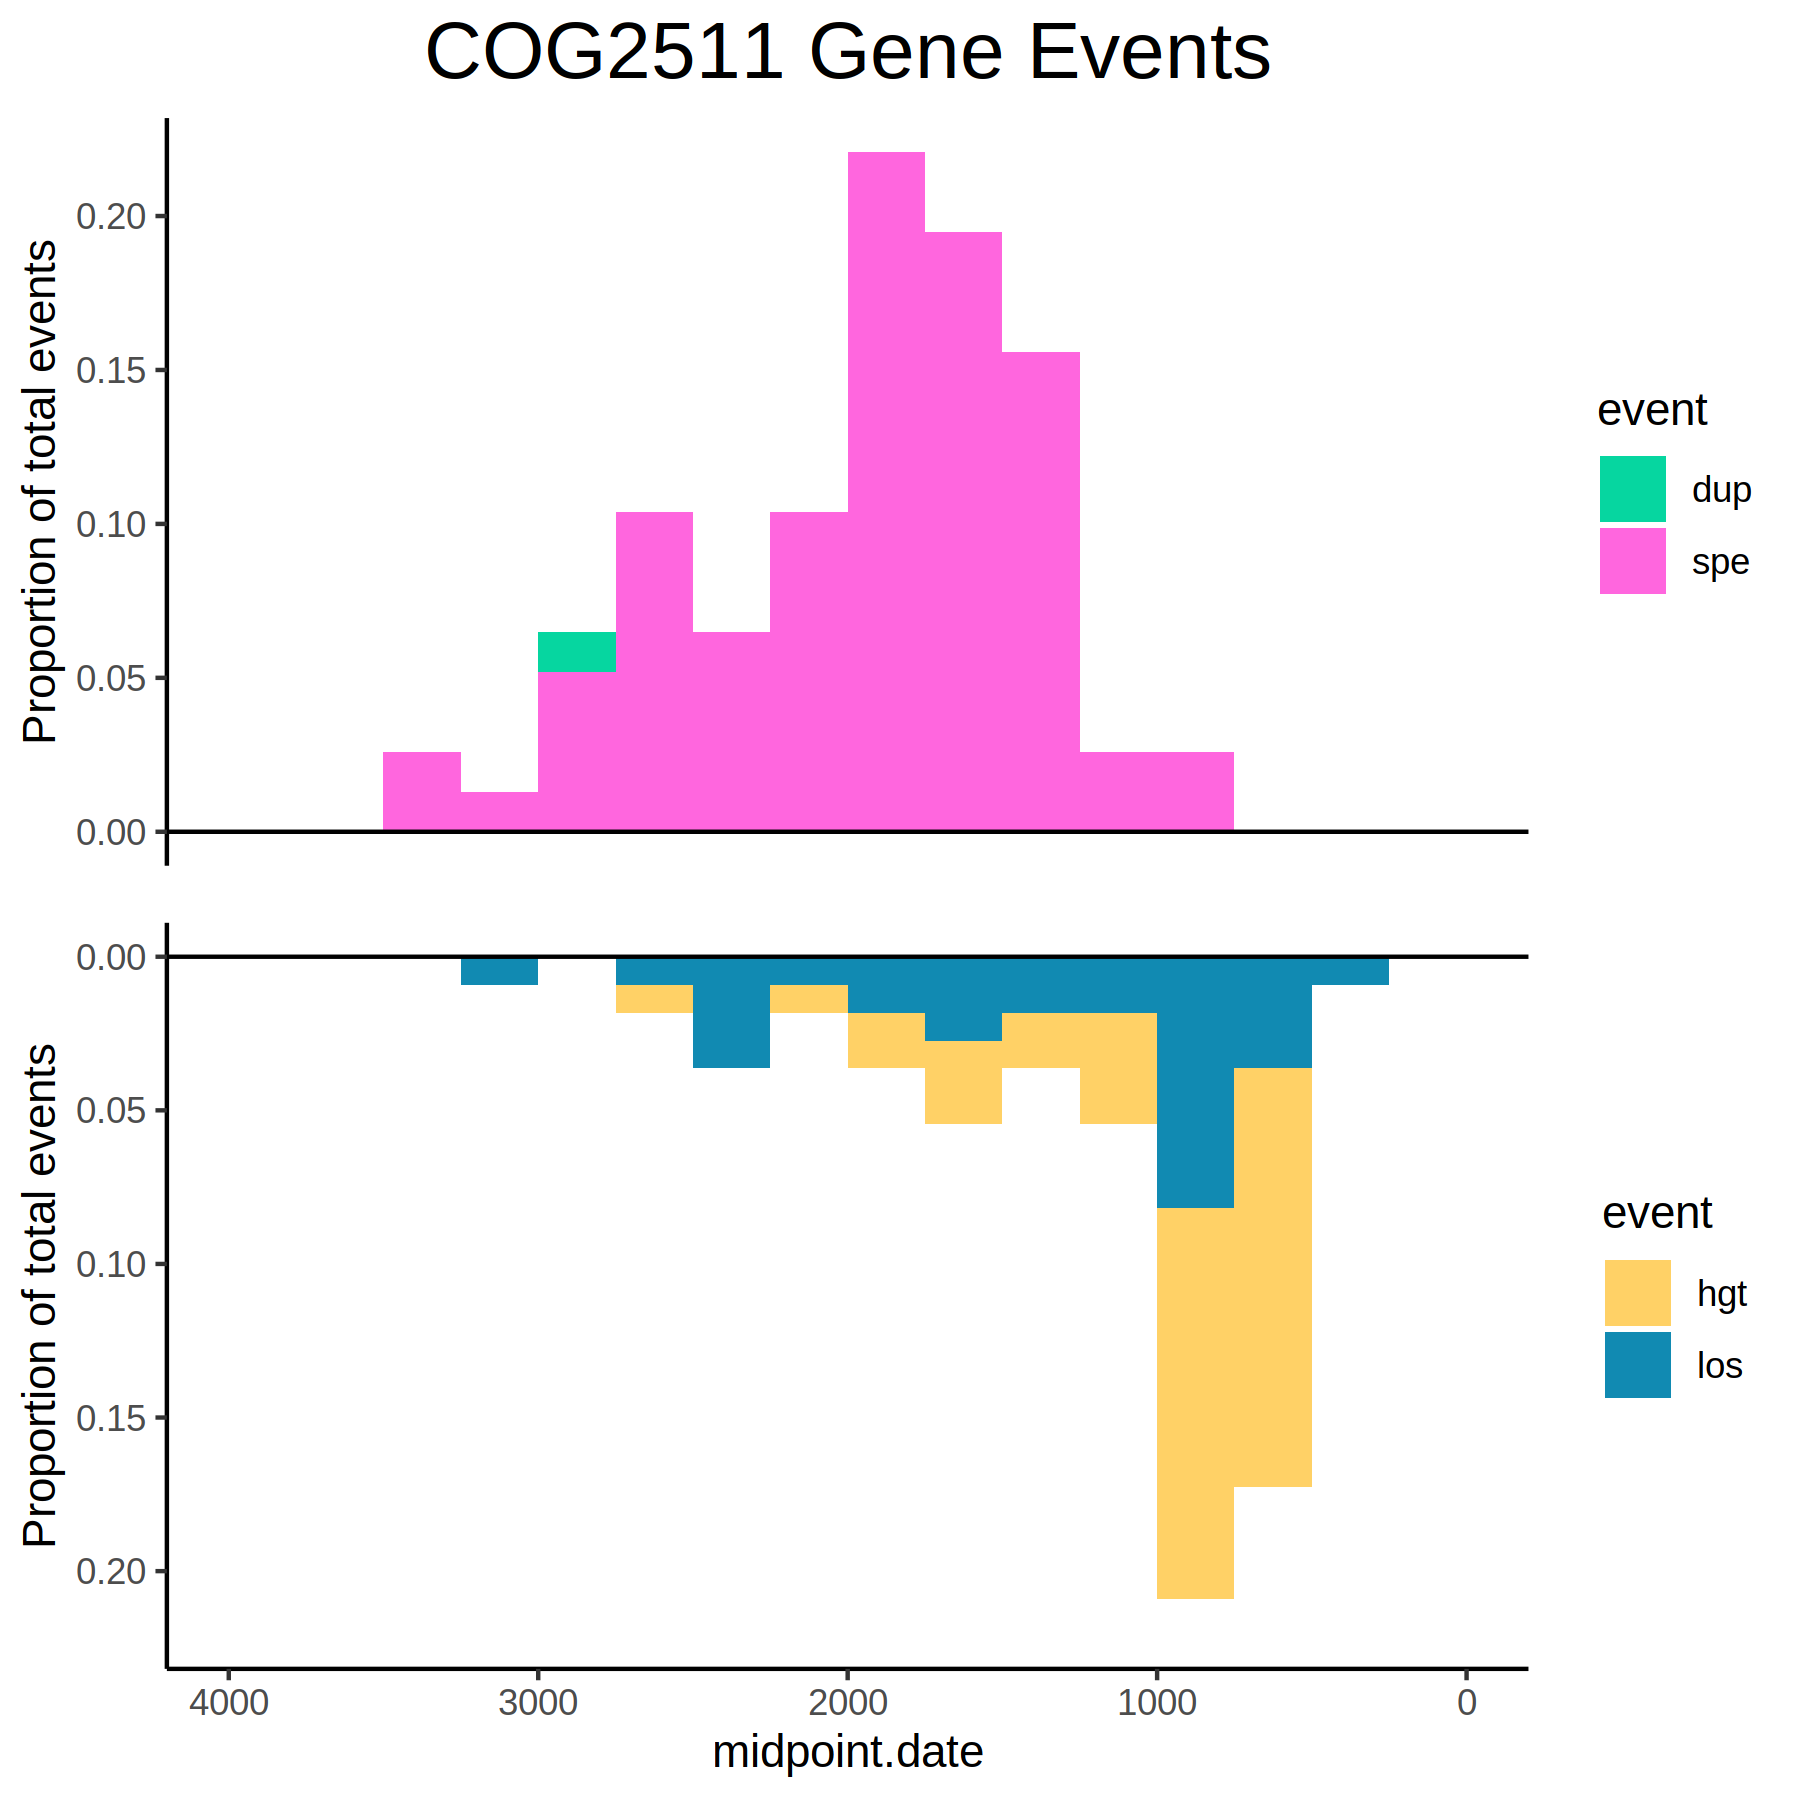 COG2511 Gene Events
Proportion of total events
0.20
0.15
0.10
0.05
0.00
event
dup
spe
Proportion of total events
0.00
0.05
0.10
0.15
0.20
event
hgt
los
4000 3000 2000 1000 0
midpoint.date